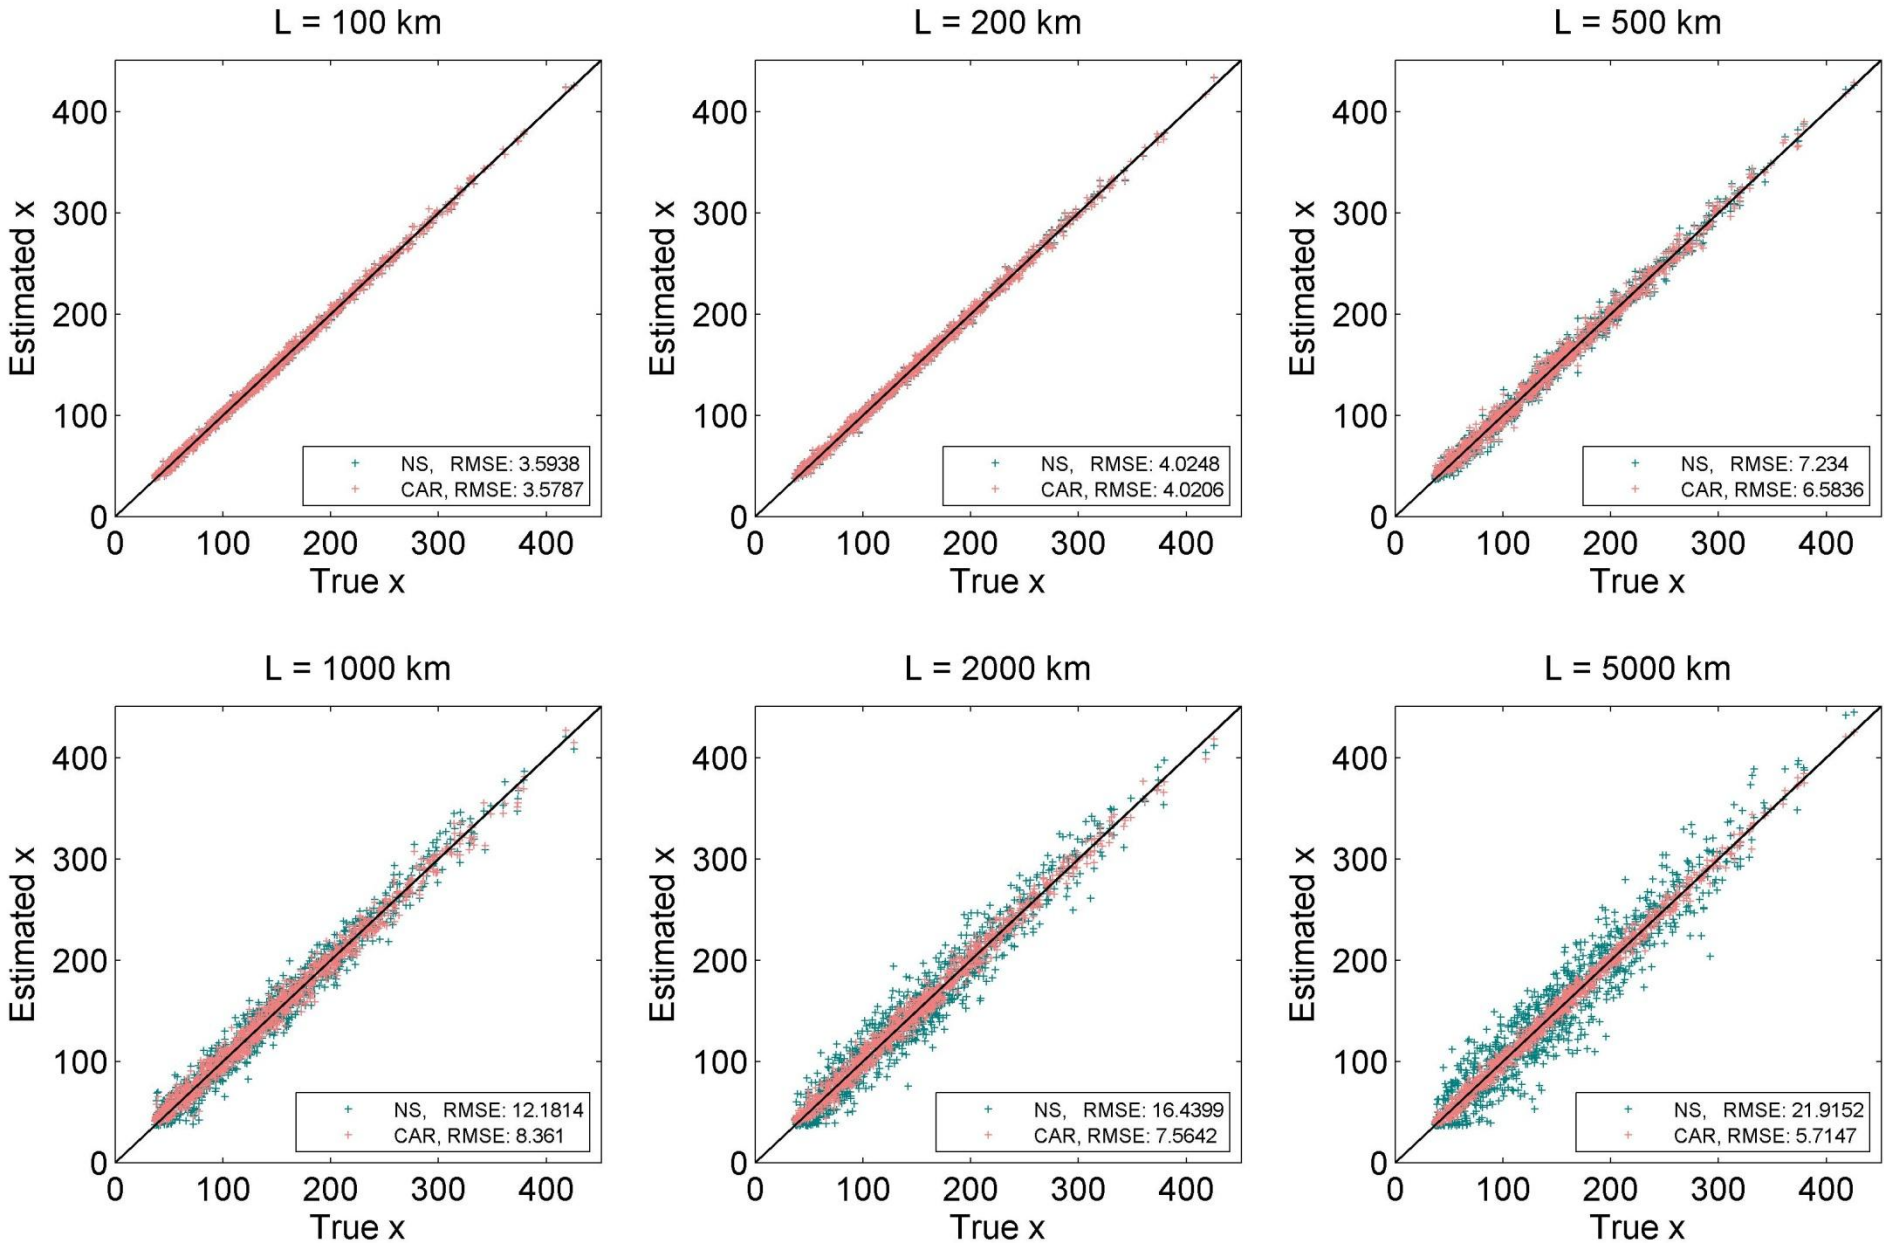 L = 100 km
400
300
200
100
0
Estimated x
NS, RMSE: 3.5938
CAR, RMSE: 3.5787
0 100 200 300 400
True x
L = 200 km
400
300
200
100
0
Estimated x
NS, RMSE: 4.0248
CAR, RMSE: 4.0206
0 100 200 300 400
True x
L = 500 km
400
300
200
100
0
Estimated x
NS, RMSE: 7.234
CAR, RMSE: 6.5836
0 100 200 300 400
True x
L = 1000 km
400
300
200
100
0
Estimated x
NS, RMSE: 12.1814
CAR, RMSE: 8.361
0 100 200 300 400
True x
L = 2000 km
400
300
200
100
0
Estimated x
NS, RMSE: 16.4399
CAR, RMSE: 7.5642
0 100 200 300 400
True x
L = 5000 km
400
300
200
100
0
Estimated x
NS, RMSE: 21.9152
CAR, RMSE: 5.7147
0 100 200 300 400
True x